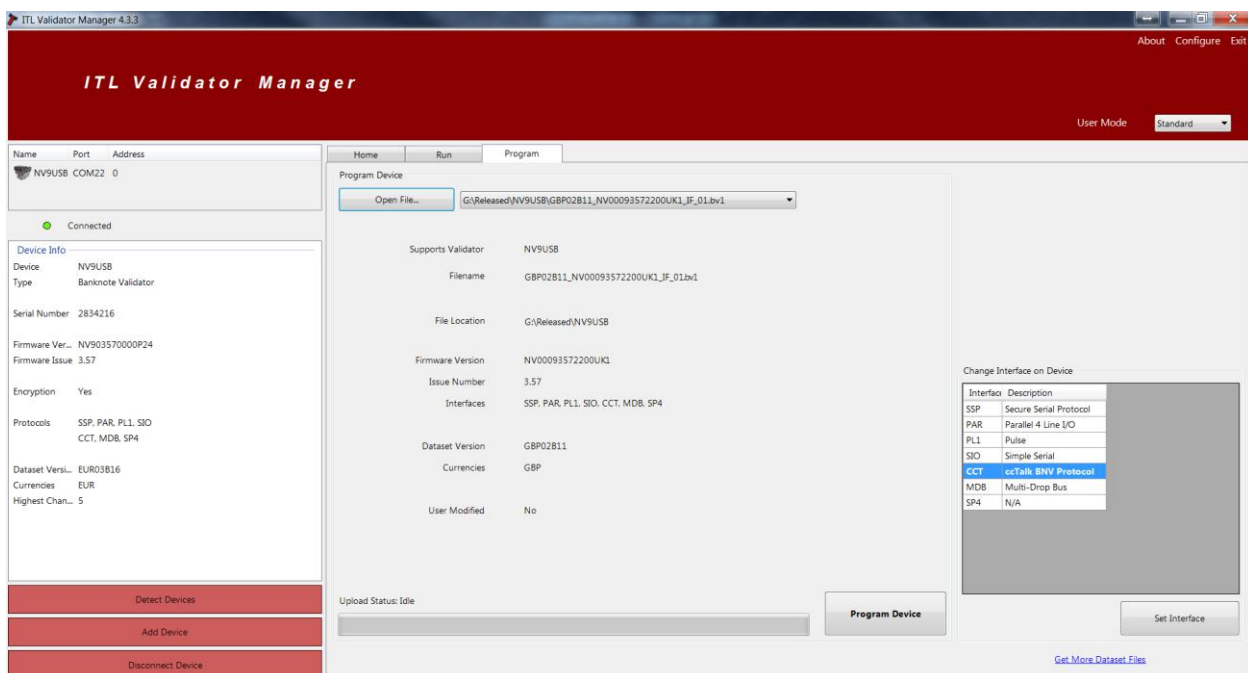 ITL Validator Manager 4.3.3
About Configure Exit
ITL Validator Manager
User Mode Standard
Name Port Address
NV9USB COM22 0
Connected
Device Info
Device NV9USB
Type Banknote Validator
Serial Number 2834216
Firmware Ver... NV903570000P24
Firmware Issue 3.57
Encryption Yes
Protocols SSP, PAR, PL1, SIO
CCT, MDB, SP4
Dataset Versi... EUR03B16
Currencies EUR
Highest Chan... 5
Detect Devices
Add Device
Disconnect Device
Home Run Program
Program Device
Open File... G:\Released\NV9USB\GBP02B11_NV00093572200UK1_IF_01.bv1
Supports Validator NV9USB
Filename GBP02B11_NV00093572200UK1_IF_01.bv1
File Location G:\Released\NV9USB
Firmware Version NV00093572200UK1
Issue Number 3.57
Interfaces SSP, PAR, PL1, SIO, CCT, MDB, SP4
Dataset Version GBP02B11
Currencies GBP
User Modified No
Upload Status: Idle
Program Device
Change Interface on Device
Interfac Description
SSP Secure Serial Protocol
PAR Parallel 4 Line I/O
PL1 Pulse
SIO Simple Serial
CCT ccTalk BNV Protocol
MDB Multi-Drop Bus
SP4 N/A
Set Interface
Get More Dataset Files